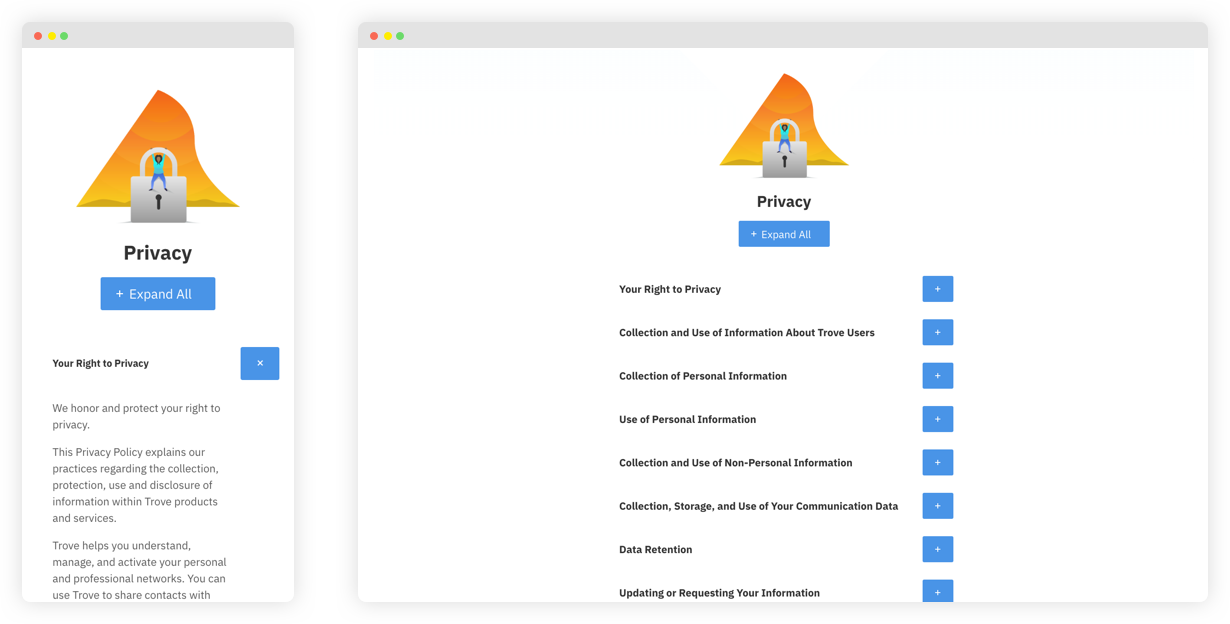 Privacy
+ Expand All
Your Right to Privacy ×
We honor and protect your right to
privacy.
This Privacy Policy explains our
practices regarding the collection,
protection, use and disclosure of
information within Trove products
and services.
Trove helps you understand,
manage, and activate your personal
and professional networks. You can
use Trove to share contacts with
Privacy
+ Expand All
Your Right to Privacy +
Collection and Use of Information About Trove Users +
Collection of Personal Information +
Use of Personal Information +
Collection and Use of Non-Personal Information +
Collection, Storage, and Use of Your Communication Data +
Data Retention +
Updating or Requesting Your Information +